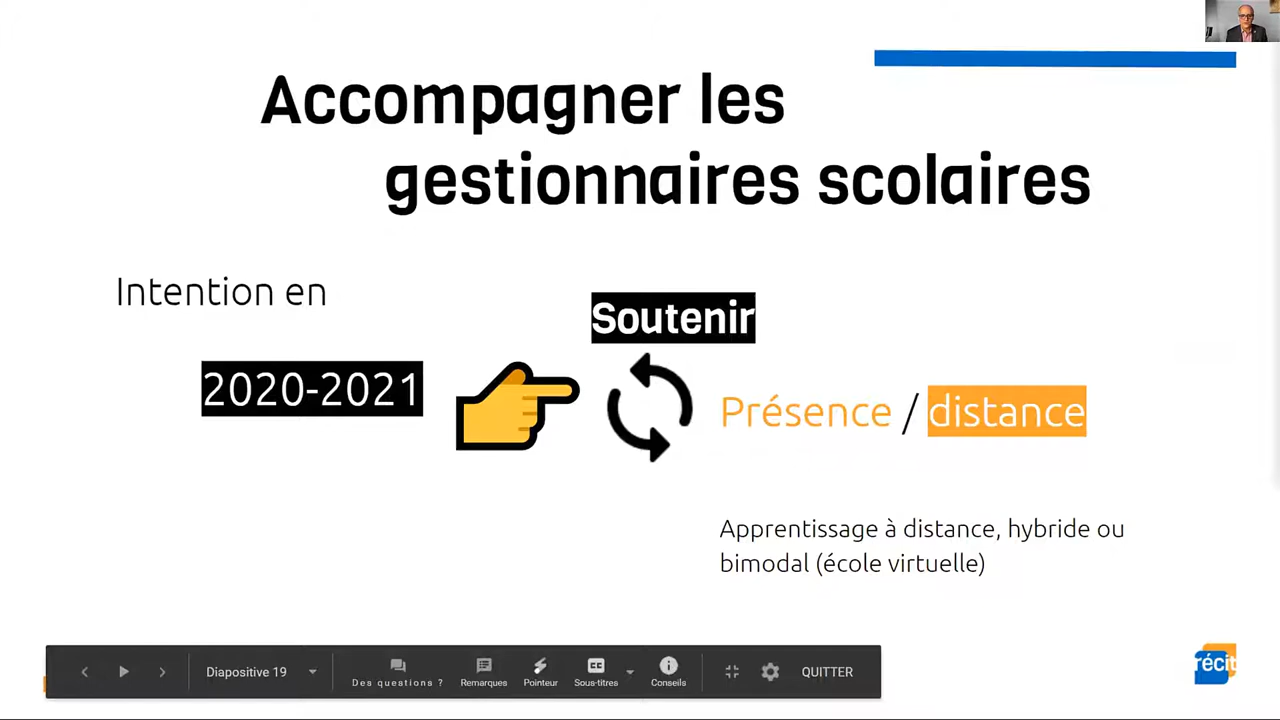 Accompagner les
gestionnaires scolaires
Intention en
2020-2021
Soutenir
Présence / distance
Apprentissage à distance, hybride ou
bimodal (école virtuelle)
Diapositive 19
Des questions ?
Remarques
Pointeur
Sous-titres
Conseils
QUITTER
récit